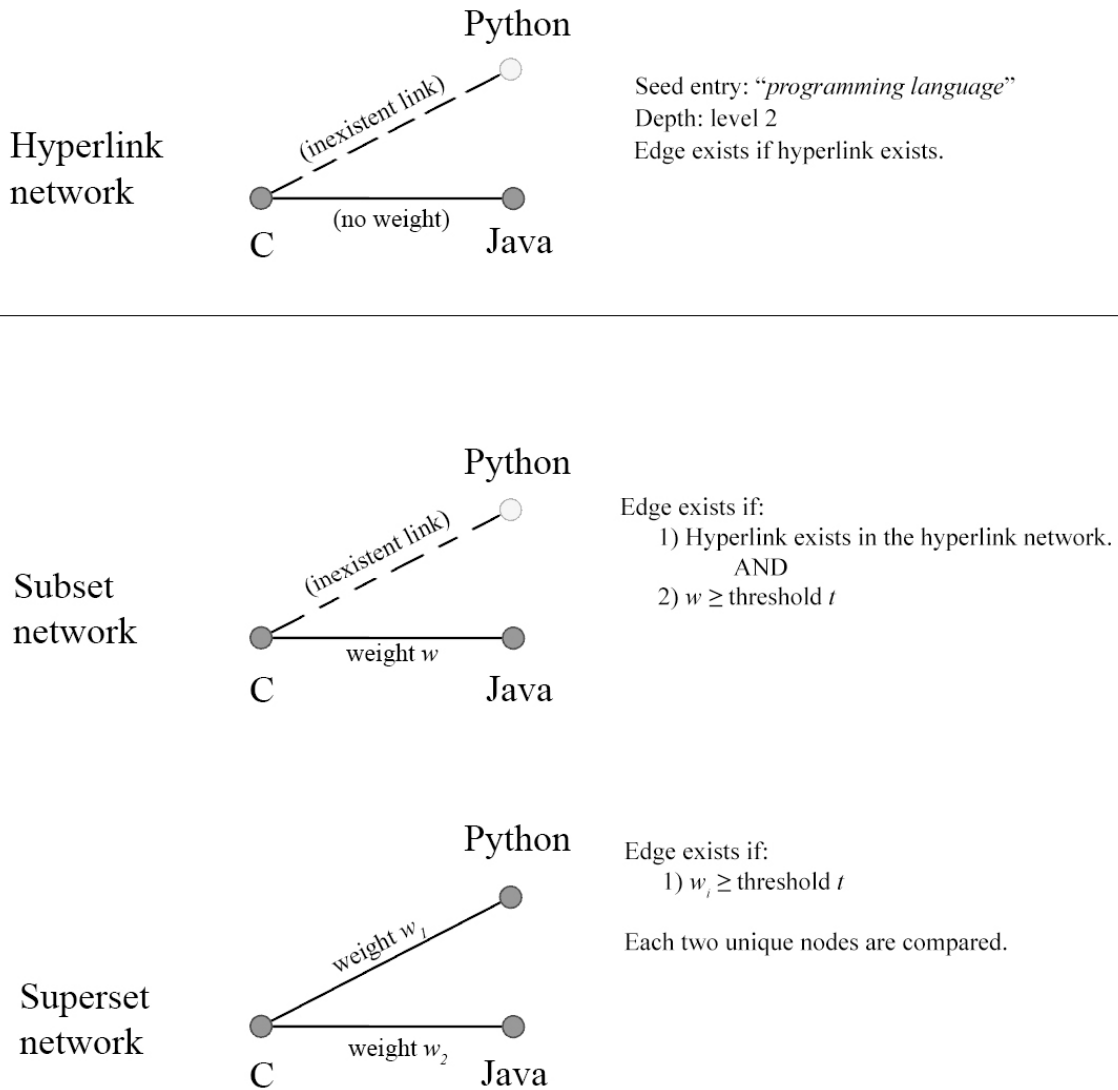 Python
(inexistent link)
Hyperlink
network
(no weight)
C
Java
Seed entry: “programming language”
Depth: level 2
Edge exists if hyperlink exists.
Python
(inexistent link)
Subset
network
weight w
C
Java
Edge exists if:
1) Hyperlink exists in the hyperlink network.
AND
2) w ≥ threshold t
Python
weight w₁
Superset
network
weight w₂
C
Java
Edge exists if:
1) wᵢ ≥ threshold t
Each two unique nodes are compared.